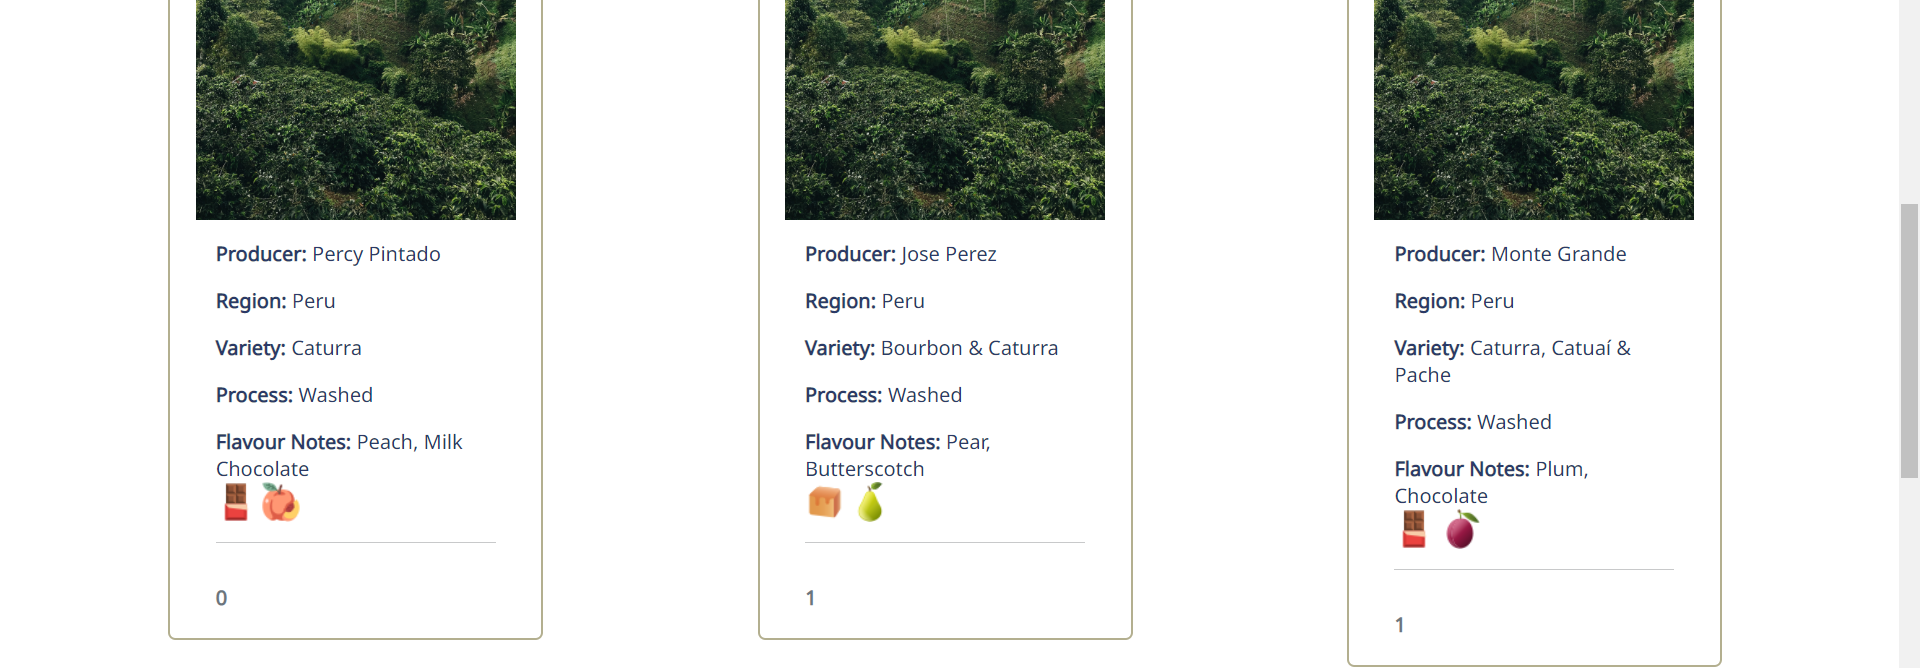 Producer: Percy Pintado
Region: Peru
Variety: Caturra
Process: Washed
Flavour Notes: Peach, Milk
Chocolate
0
Producer: Jose Perez
Region: Peru
Variety: Bourbon & Caturra
Process: Washed
Flavour Notes: Pear,
Butterscotch
1
Producer: Monte Grande
Region: Peru
Variety: Caturra, Catuaí &
Pache
Process: Washed
Flavour Notes: Plum,
Chocolate
1